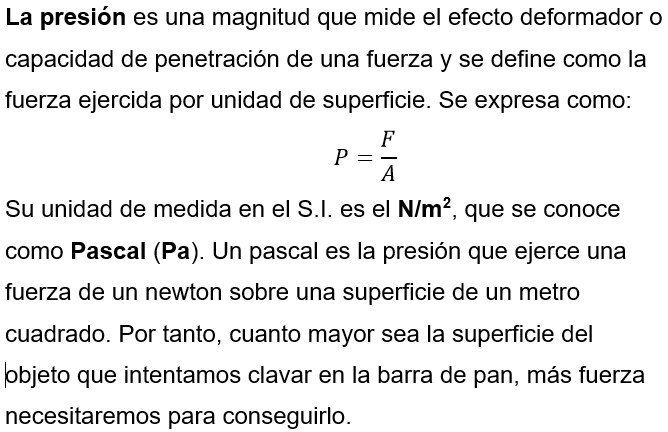 La presión es una magnitud que mide el efecto deformador o
capacidad de penetración de una fuerza y se define como la
fuerza ejercida por unidad de superficie. Se expresa como:
P = F/A
Su unidad de medida en el S.I. es el N/m², que se conoce
como Pascal (Pa). Un pascal es la presión que ejerce una
fuerza de un newton sobre una superficie de un metro
cuadrado. Por tanto, cuanto mayor sea la superficie del
objeto que intentamos clavar en la barra de pan, más fuerza
necesitaremos para conseguirlo.